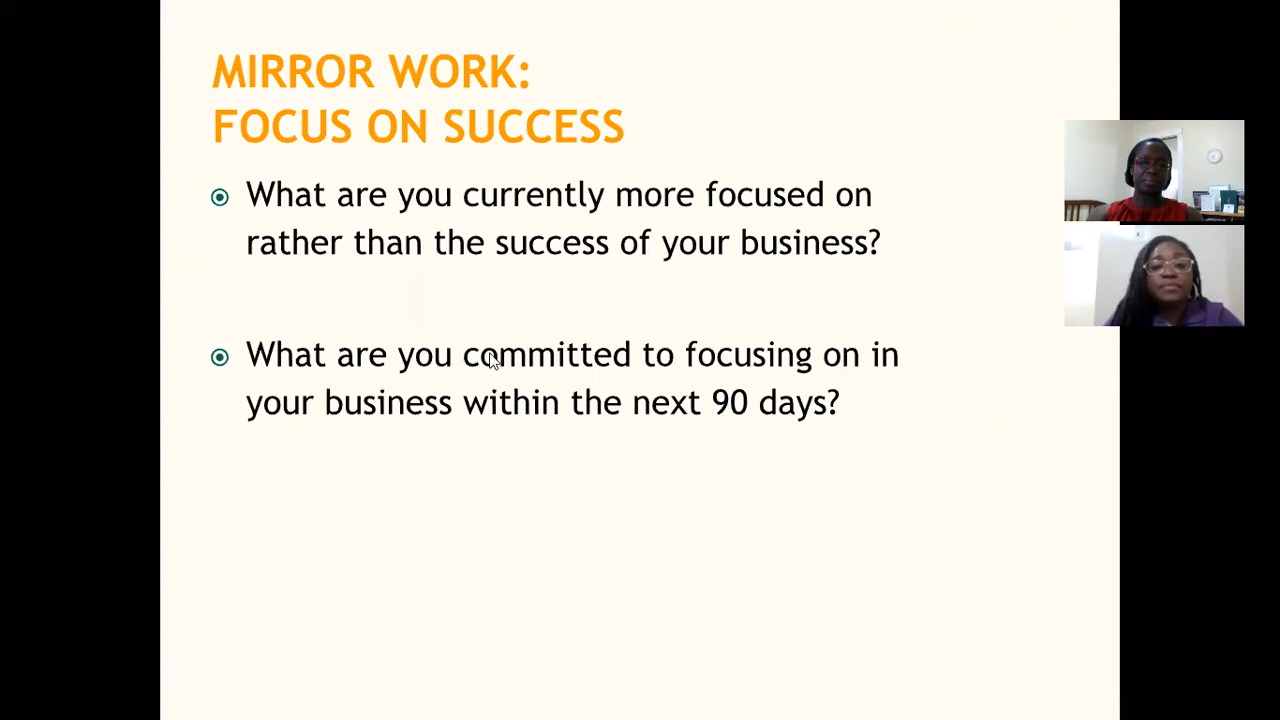 MIRROR WORK:
FOCUS ON SUCCESS
What are you currently more focused on
rather than the success of your business?
What are you committed to focusing on in
your business within the next 90 days?